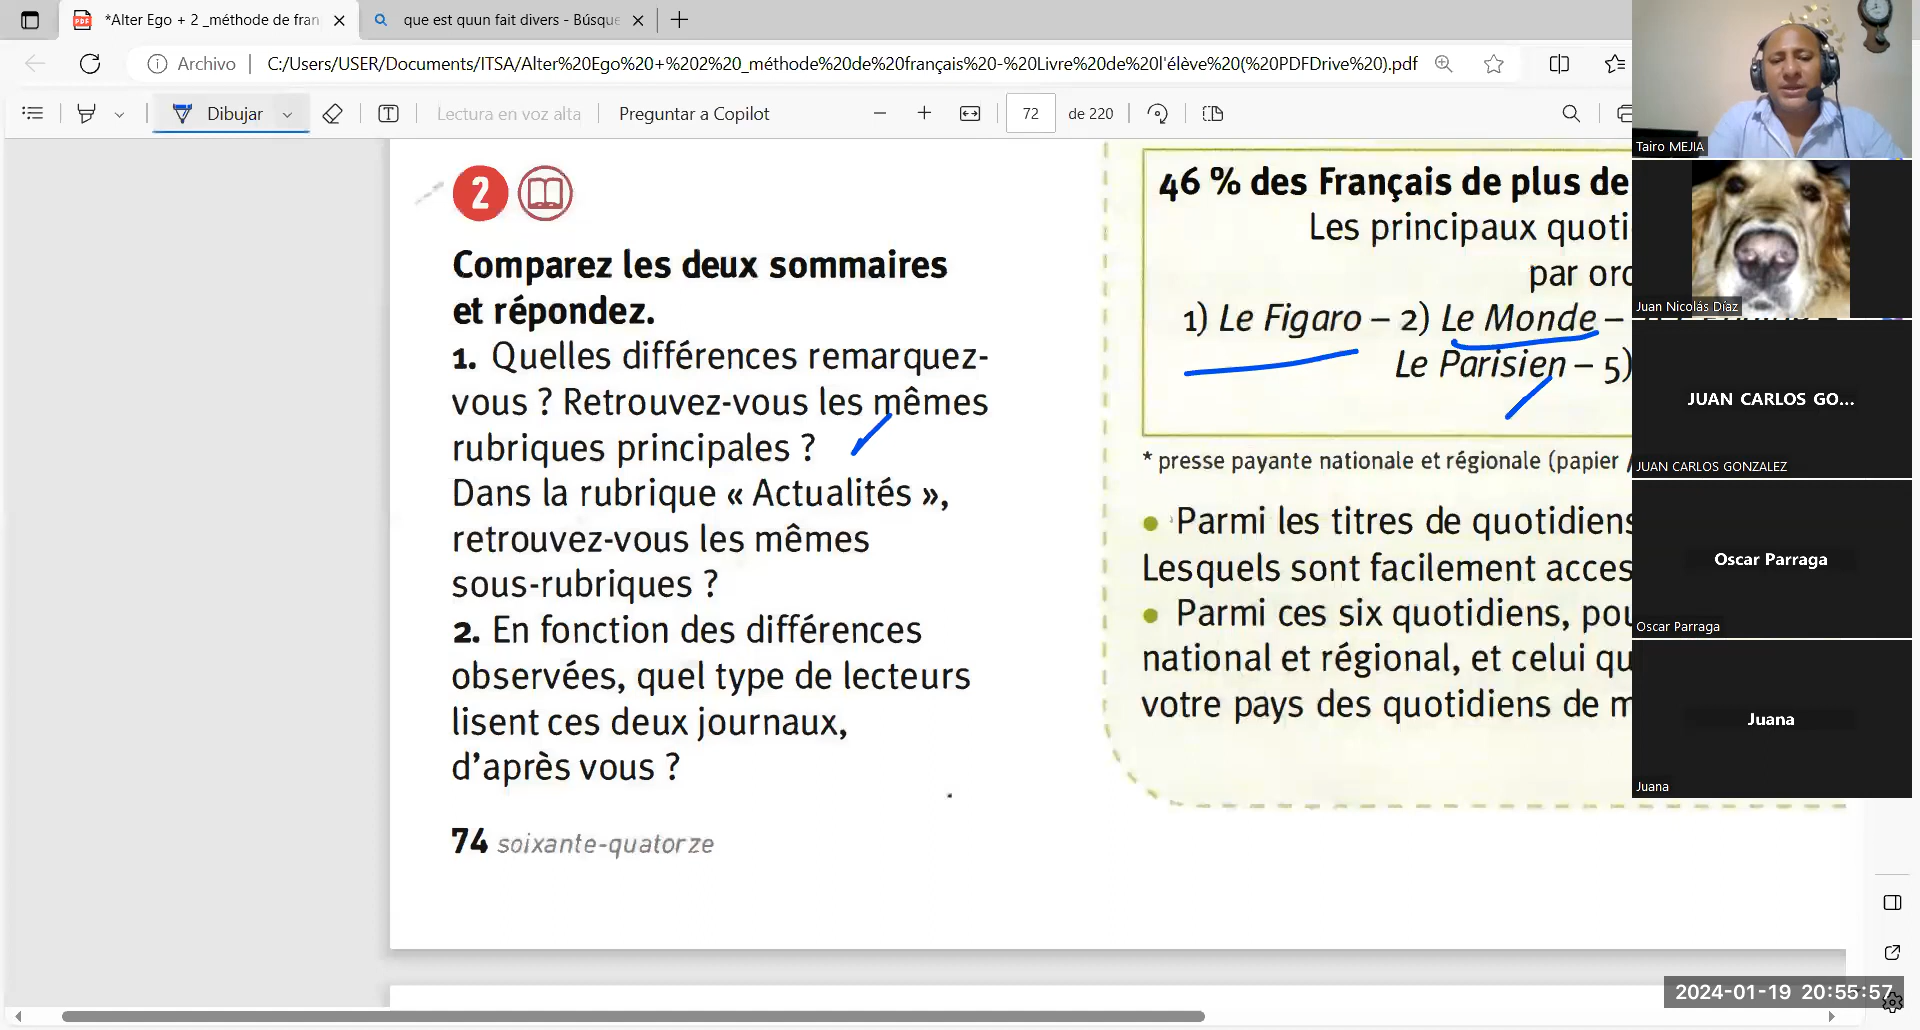 *Alter Ego + 2 _méthode de fran
que est quun fait divers - Búsque
Archivo
C:/Users/USER/Documents/ITSA/Alter%20Ego%20+%202%20_méthode%20de%20français%20-%20Livre%20de%20l'élève%20(%20PDFDrive%20).pdf
Dibujar
Lectura en voz alta
Preguntar a Copilot
72
de 220
2
Comparez les deux sommaires
et répondez.
1. Quelles différences remarquez-
vous ? Retrouvez-vous les mêmes
rubriques principales ?
Dans la rubrique « Actualités »,
retrouvez-vous les mêmes
sous-rubriques ?
2. En fonction des différences
observées, quel type de lecteurs
lisent ces deux journaux,
d'après vous ?
74 soixante-quatorze
46 % des Français de plus de
Les principaux quoti
par ord
1) Le Figaro – 2) Le Monde –
Le Parisien – 5)
* presse payante nationale et régionale (papier /
• Parmi les titres de quotidiens
Lesquels sont facilement acces
• Parmi ces six quotidiens, pou
national et régional, et celui qu
votre pays des quotidiens de m
Tairo MEJIA
Juan Nicolás Díaz
JUAN CARLOS GO...
JUAN CARLOS GONZALEZ
Oscar Parraga
Oscar Parraga
Juana
Juana
2024-01-19 20:55:57